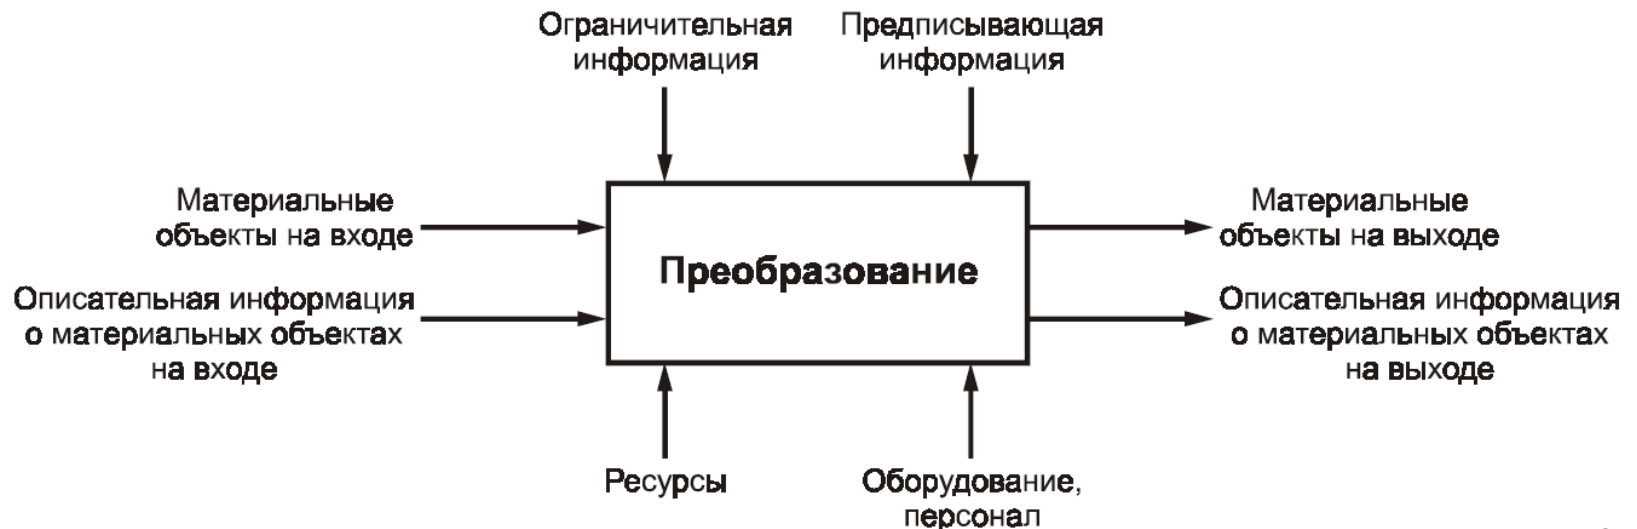 Ограничительная
информация
Предписывающая
информация
Материальные
объекты на входе
Описательная информация
о материальных объектах
на входе
Преобразование
Материальные
объекты на выходе
Описательная информация
о материальных объектах
на выходе
Ресурсы
Оборудование,
персонал